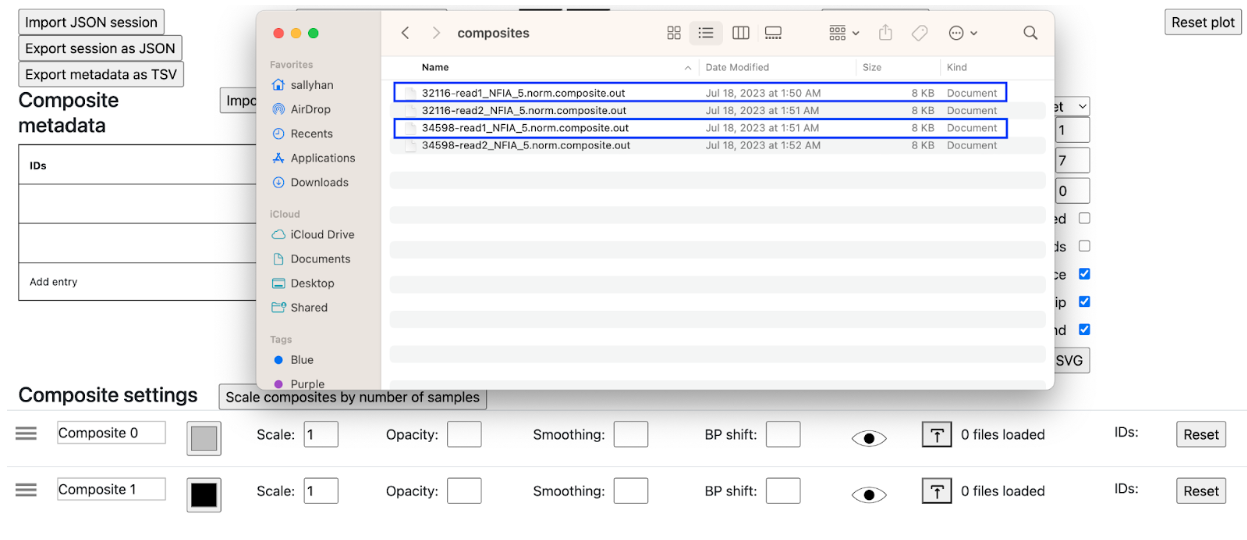 Import JSON session
Export session as JSON
Export metadata as TSV
Reset plot
Composite metadata
IDs
Add entry
composites
Favorites
sallyhan
AirDrop
Recents
Applications
Downloads
iCloud
iCloud Drive
Documents
Desktop
Shared
Tags
Blue
Purple
Name Date Modified Size Kind
32116-read1_NFIA_5.norm.composite.out Jul 18, 2023 at 1:50 AM 8 KB Document
32116-read2_NFIA_5.norm.composite.out Jul 18, 2023 at 1:51 AM 8 KB Document
34598-read1_NFIA_5.norm.composite.out Jul 18, 2023 at 1:51 AM 8 KB Document
34598-read2_NFIA_5.norm.composite.out Jul 18, 2023 at 1:52 AM 8 KB Document
1
7
0
SVG
Composite settings Scale composites by number of samples
Composite 0 Scale: 1 Opacity: Smoothing: BP shift: 0 files loaded IDs: Reset
Composite 1 Scale: 1 Opacity: Smoothing: BP shift: 0 files loaded IDs: Reset